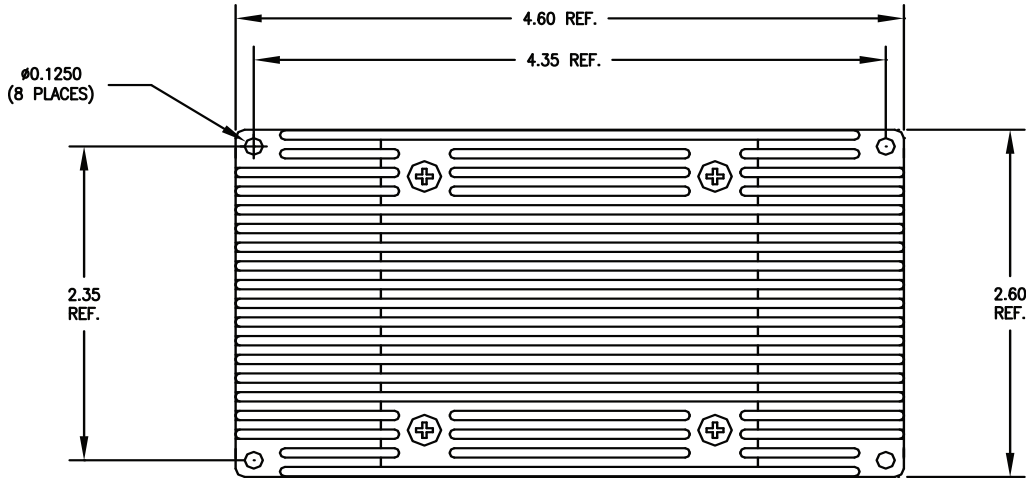 4.60 REF.
4.35 REF.
ø0.1250
(8 PLACES)
2.35
REF.
2.60
REF.